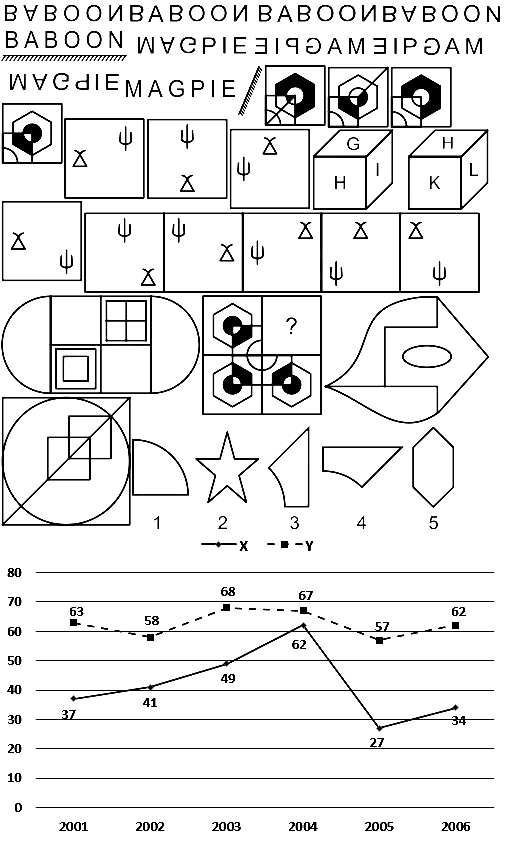 BABOONBABOON BABOONBABOON
BABOON MAGPIE EIPGAMEIPGAM
MAGPIE MAGPIE
G H
H I K L
?
1 2 3 4 5
X Y
80
70
60
50
40
30
20
10
0
63 58 68 67 57 62
37 41 49 62 27 34
2001 2002 2003 2004 2005 2006